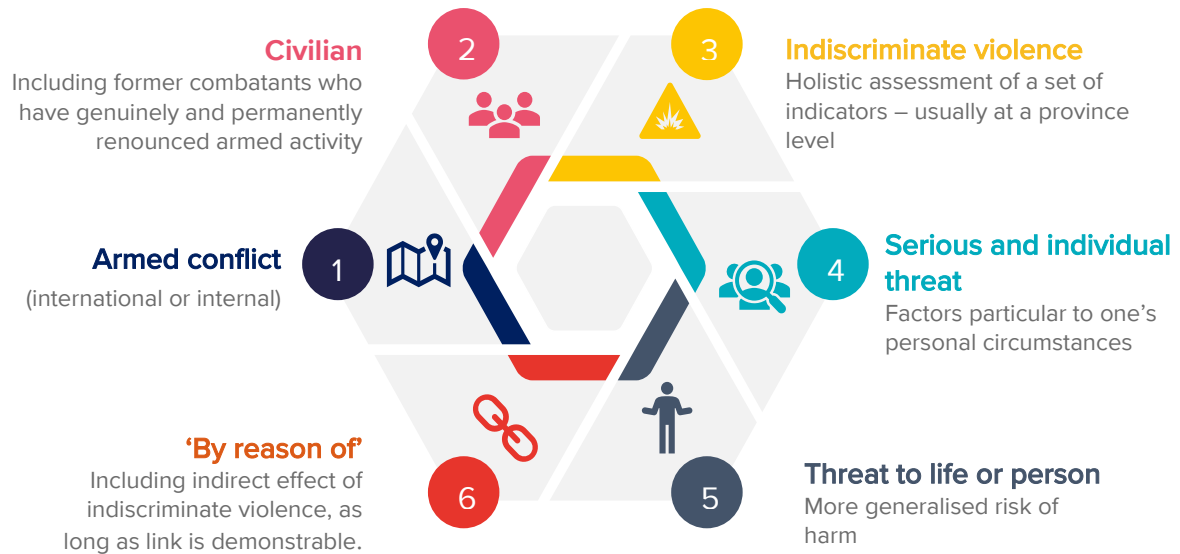 1
Armed conflict
(international or internal)
2
Civilian
Including former combatants who
have genuinely and permanently
renounced armed activity
3
Indiscriminate violence
Holistic assessment of a set of
indicators – usually at a province
level
4
Serious and individual
threat
Factors particular to one’s
personal circumstances
5
Threat to life or person
More generalised risk of
harm
6
‘By reason of’
Including indirect effect of
indiscriminate violence, as
long as link is demonstrable.